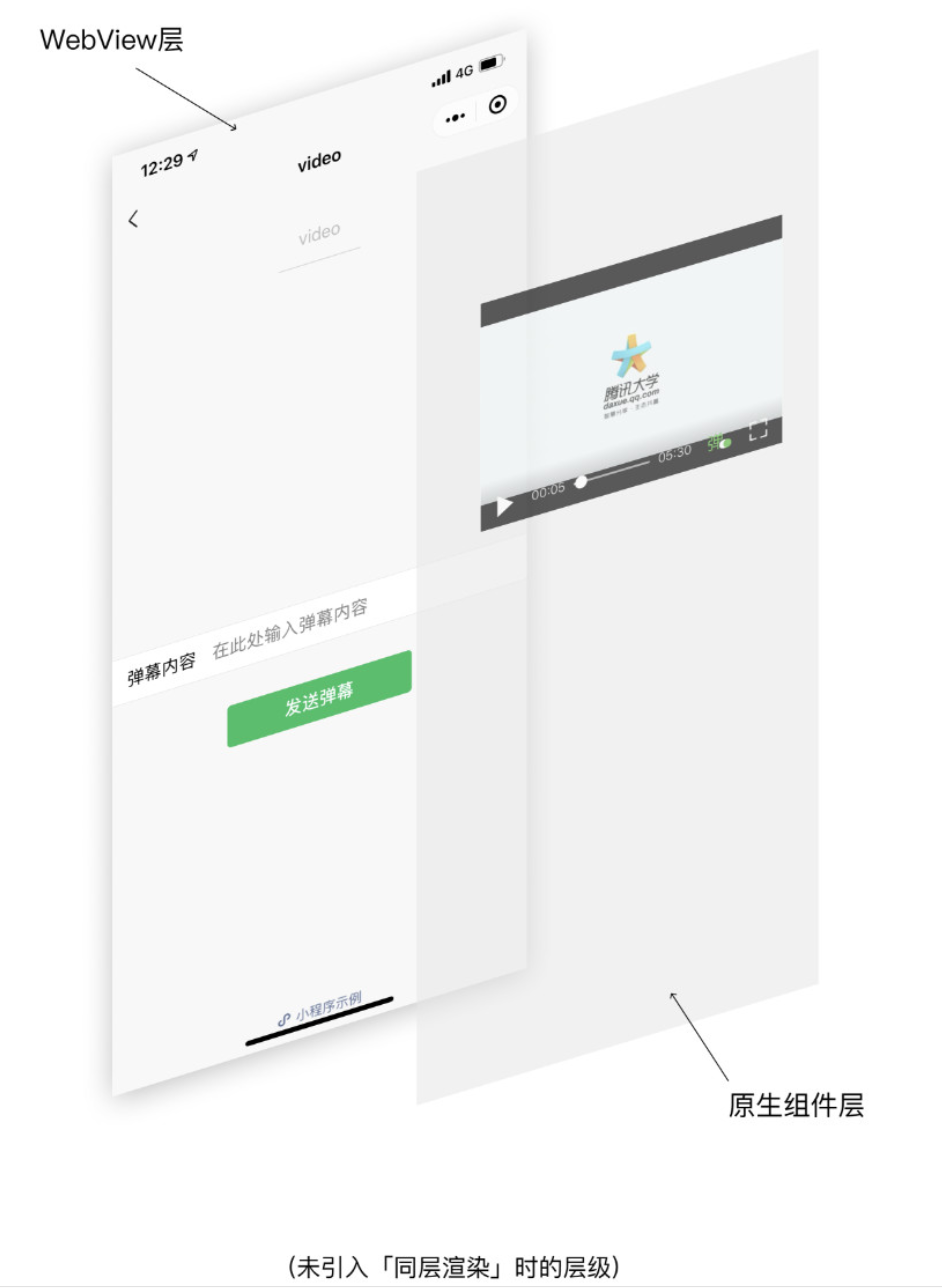 WebView层
4G
12:29
video
video
腾讯大学
daxue.qq.com
00:05
05:30
弹
弹幕内容 在此处输入弹幕内容
发送弹幕
小程序示例
原生组件层
(未引入「同层渲染」时的层级)